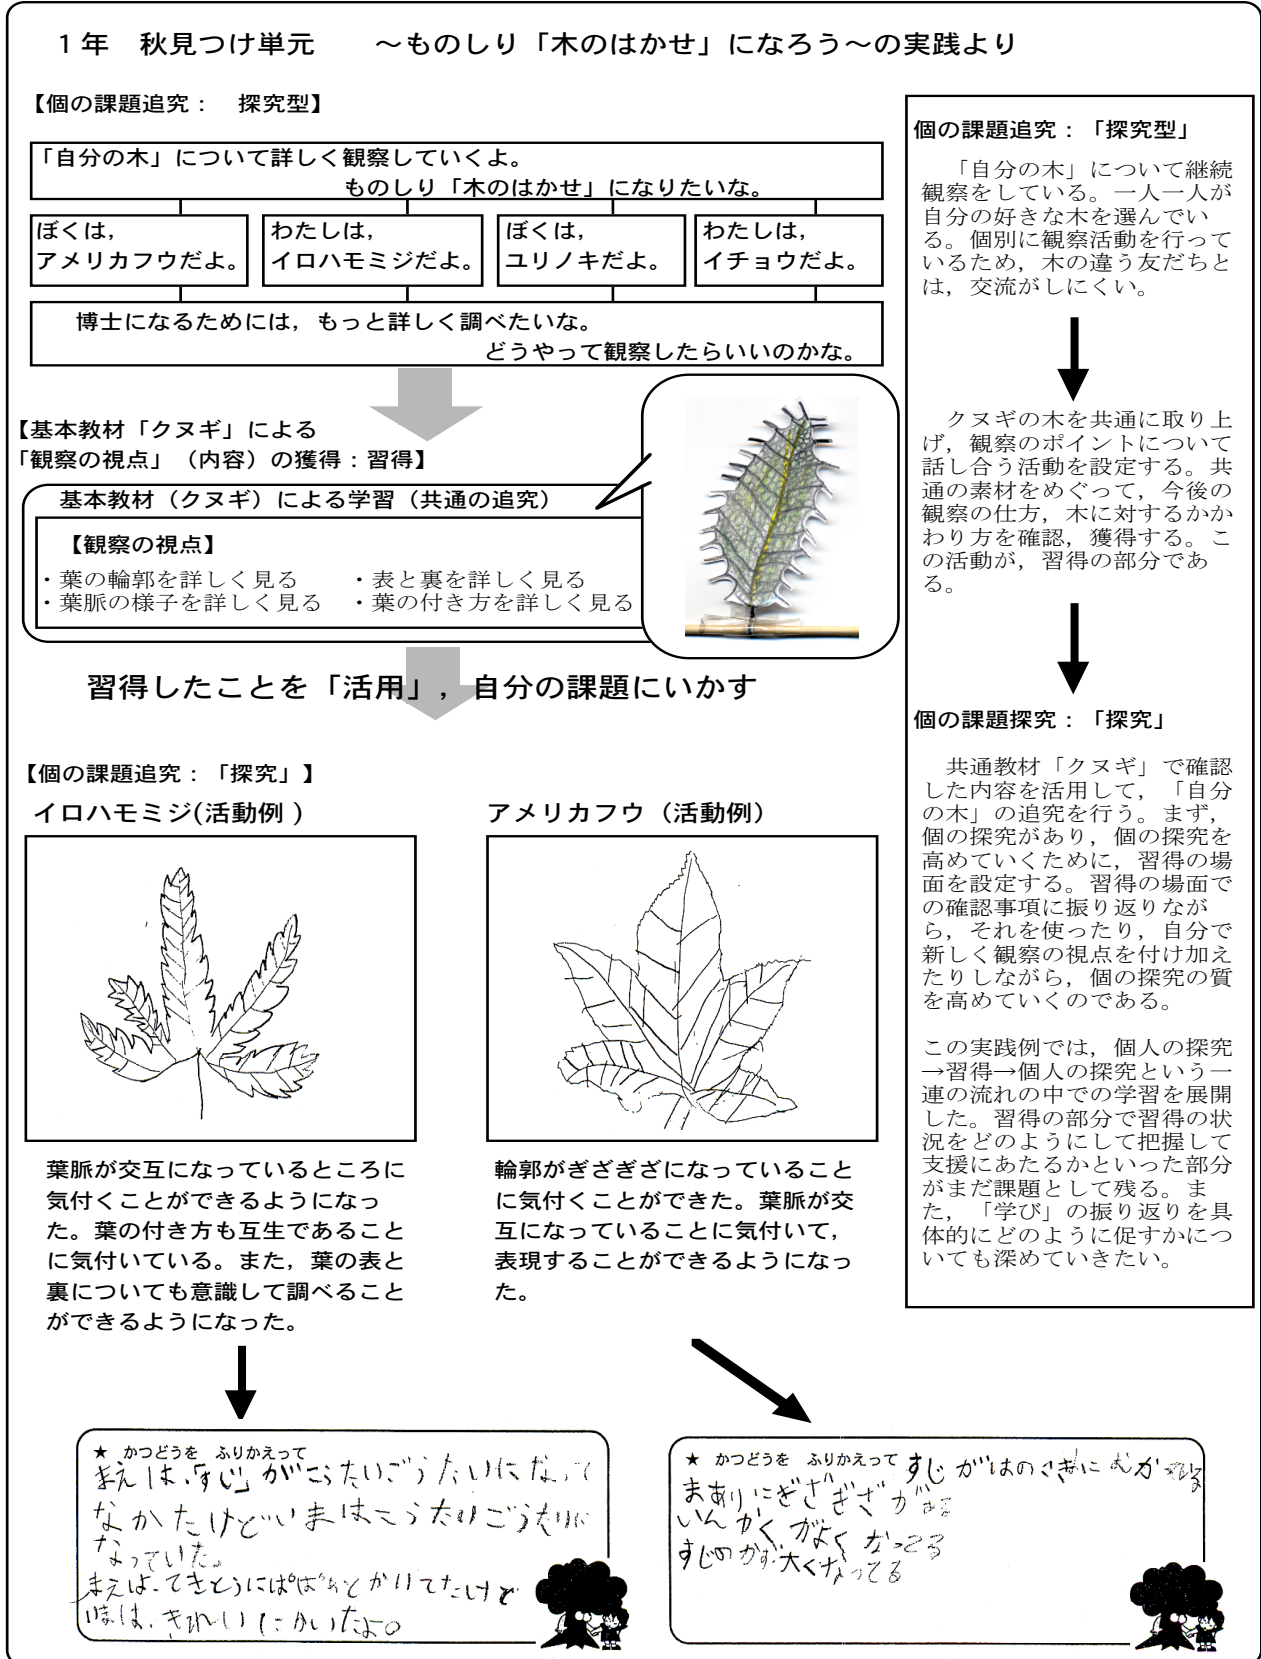 １年　秋見つけ単元　　～ものしり「木のはかせ」になろう～の実践より
【個の課題追究：　探究型】
「自分の木」について詳しく観察していくよ。
ものしり「木のはかせ」になりたいな。
ぼくは，
アメリカフウだよ。
わたしは，
イロハモミジだよ。
ぼくは，
ユリノキだよ。
わたしは，
イチョウだよ。
博士になるためには，もっと詳しく調べたいな。
どうやって観察したらいいのかな。
【基本教材「クヌギ」による
「観察の視点」（内容）の獲得：習得】
基本教材（クヌギ）による学習（共通の追究）
【観察の視点】
・葉の輪郭を詳しく見る　　・表と裏を詳しく見る
・葉脈の様子を詳しく見る　・葉の付き方を詳しく見る
習得したことを「活用」，自分の課題にいかす
【個の課題追究：「探究」】
イロハモミジ(活動例 )
葉脈が交互になっているところに
気付くことができるようになっ
た。葉の付き方も互生であること
に気付いている。また，葉の表と
裏についても意識して調べること
ができるようになった。
アメリカフウ（活動例）
輪郭がぎざぎざになっていること
に気付くことができた。葉脈が交
互になっていることに気付いて，
表現することができるようになっ
た。
★　かつどうを　ふりかえって
まえは、「すじ」がこうたいごうたいになって
なかたけどいまはこうたいごうたいに
なっていた。
まえは、てきとうにぱぱぱとかいてたけど
は、きれいにかいたよ。
★　かつどうを　ふりかえって
すじがはのさきにむか
まありにぎざぎざが
いんかくがよくなってる
すじのかず大くなってる
個の課題追究：「探究型」
「自分の木」について継続
観察をしている。一人一人が
自分の好きな木を選んでい
る。個別に観察活動を行って
いるため，木の違う友だちと
は，交流がしにくい。
クヌギの木を共通に取り上
げ，観察のポイントについて
話し合う活動を設定する。共
通の素材をめぐって，今後の
観察の仕方，木に対するかか
わり方を確認，獲得する。こ
の活動が，習得の部分であ
る。
個の課題探究：「探究」
共通教材「クヌギ」で確認
した内容を活用して，「自分
の木」の追究を行う。まず，
個の探究があり，個の探究を
高めていくために，習得の場
面を設定する。習得の場面で
の確認事項に振り返りなが
ら，それを使ったり，自分で
新しく観察の視点を付け加え
たりしながら，個の探究の質
を高めていくのである。
この実践例では，個人の探究
→習得→個人の探究という一
連の流れの中での学習を展開
した。習得の部分で習得の状
況をどのようにして把握して
支援にあたるかといった部分
がまだ課題として残る。ま
た，「学び」の振り返りを具
体的にどのように促すかにつ
いても深めていきたい。